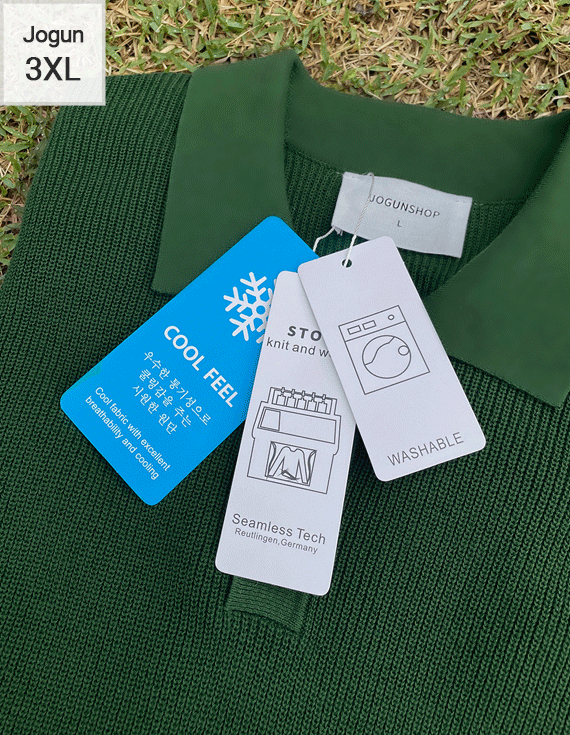 Jogun
3XL
JOGUNSHOP
L
COOL FEEL
우수한 통기성으로
쿨링감을 주는
시원한 원단
Cool fabric with excellent
breathability and cooling
STO
knit and w
Seamless Tech
Reutlingen,Germany
WASHABLE